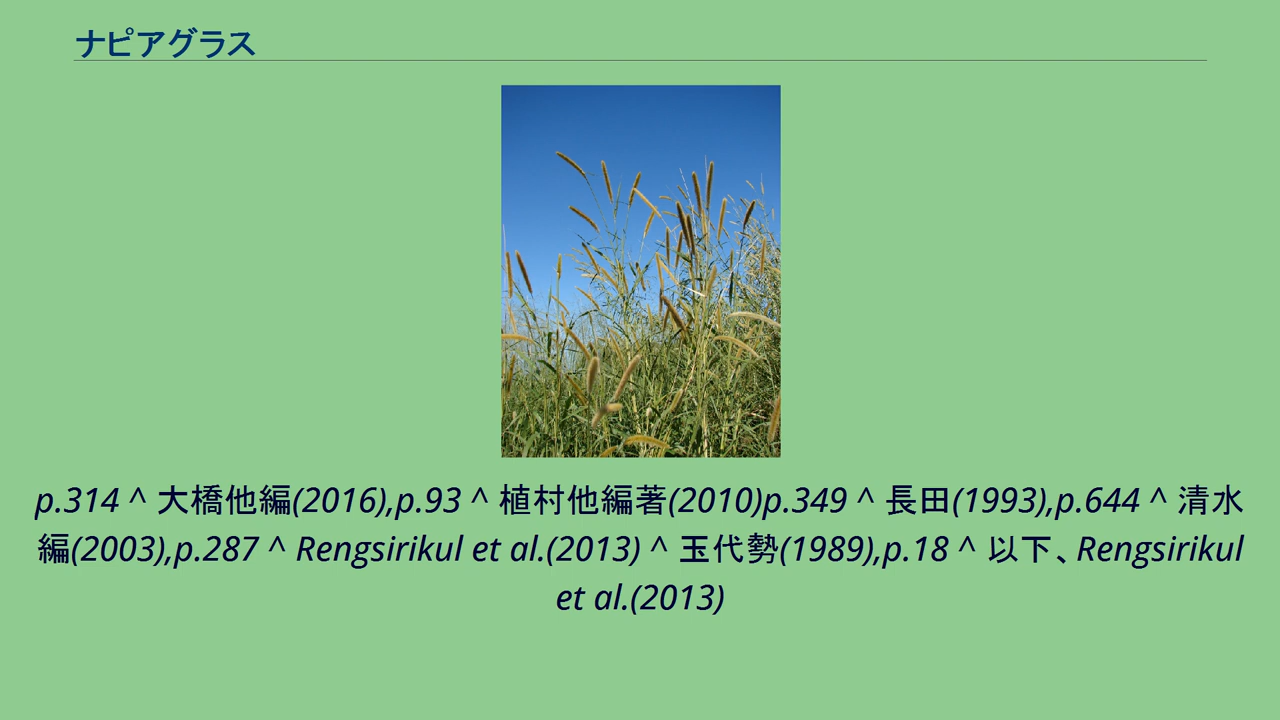 ナピアグラス
p.314 ^ 大橋他編(2016),p.93 ^ 植村他編著(2010)p.349 ^ 長田(1993),p.644 ^ 清水
編(2003),p.287 ^ Rengsirikul et al.(2013) ^ 玉代勢(1989),p.18 ^ 以下、Rengsirikul
et al.(2013)